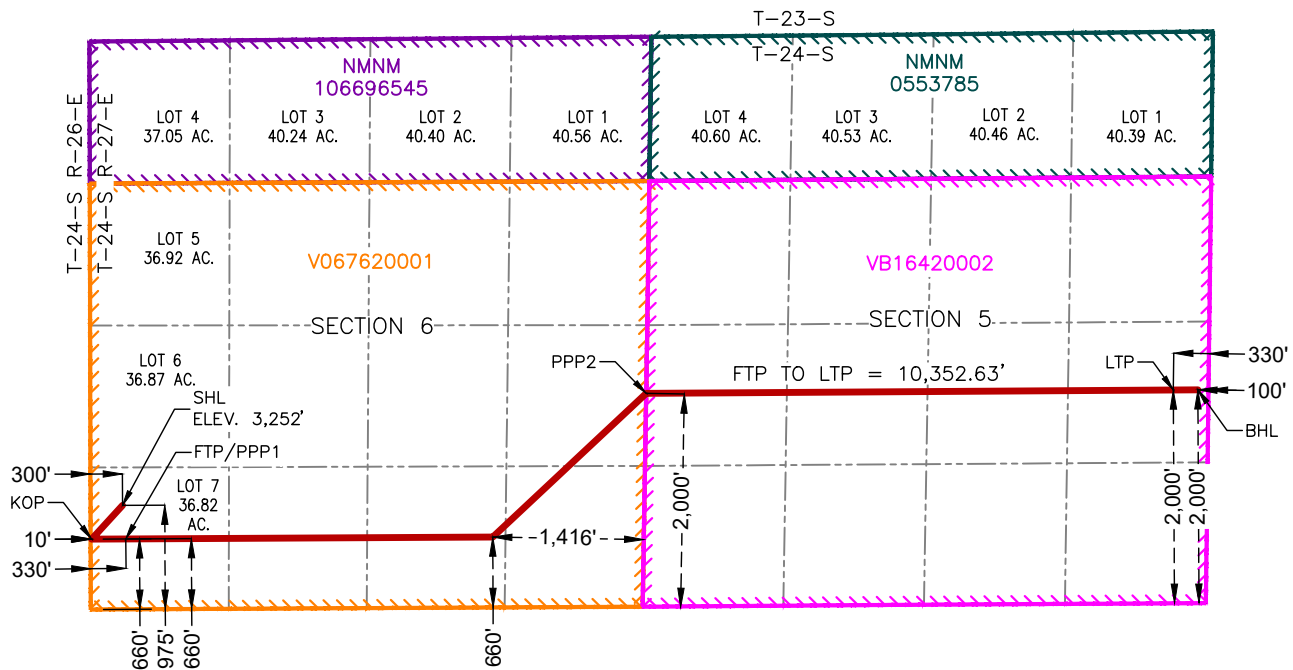 T-23-S
T-24-S
NMNM
106696545
NMNM
0553785
T-24-S R-26-E
T-24-S R-27-E
LOT 4
37.05 AC.
LOT 3
40.24 AC.
LOT 2
40.40 AC.
LOT 1
40.56 AC.
LOT 4
40.60 AC.
LOT 3
40.53 AC.
LOT 2
40.46 AC.
LOT 1
40.39 AC.
LOT 5
36.92 AC.
V067620001
VB16420002
SECTION 6
SECTION 5
LOT 6
36.87 AC.
PPP2
FTP TO LTP = 10,352.63'
LTP
330'
100'
BHL
SHL
ELEV. 3,252'
FTP/PPP1
300'
KOP
LOT 7
36.82
AC.
10'
330'
1,416'
2,000'
2,000'
2,000'
660'
975'
660'
660'